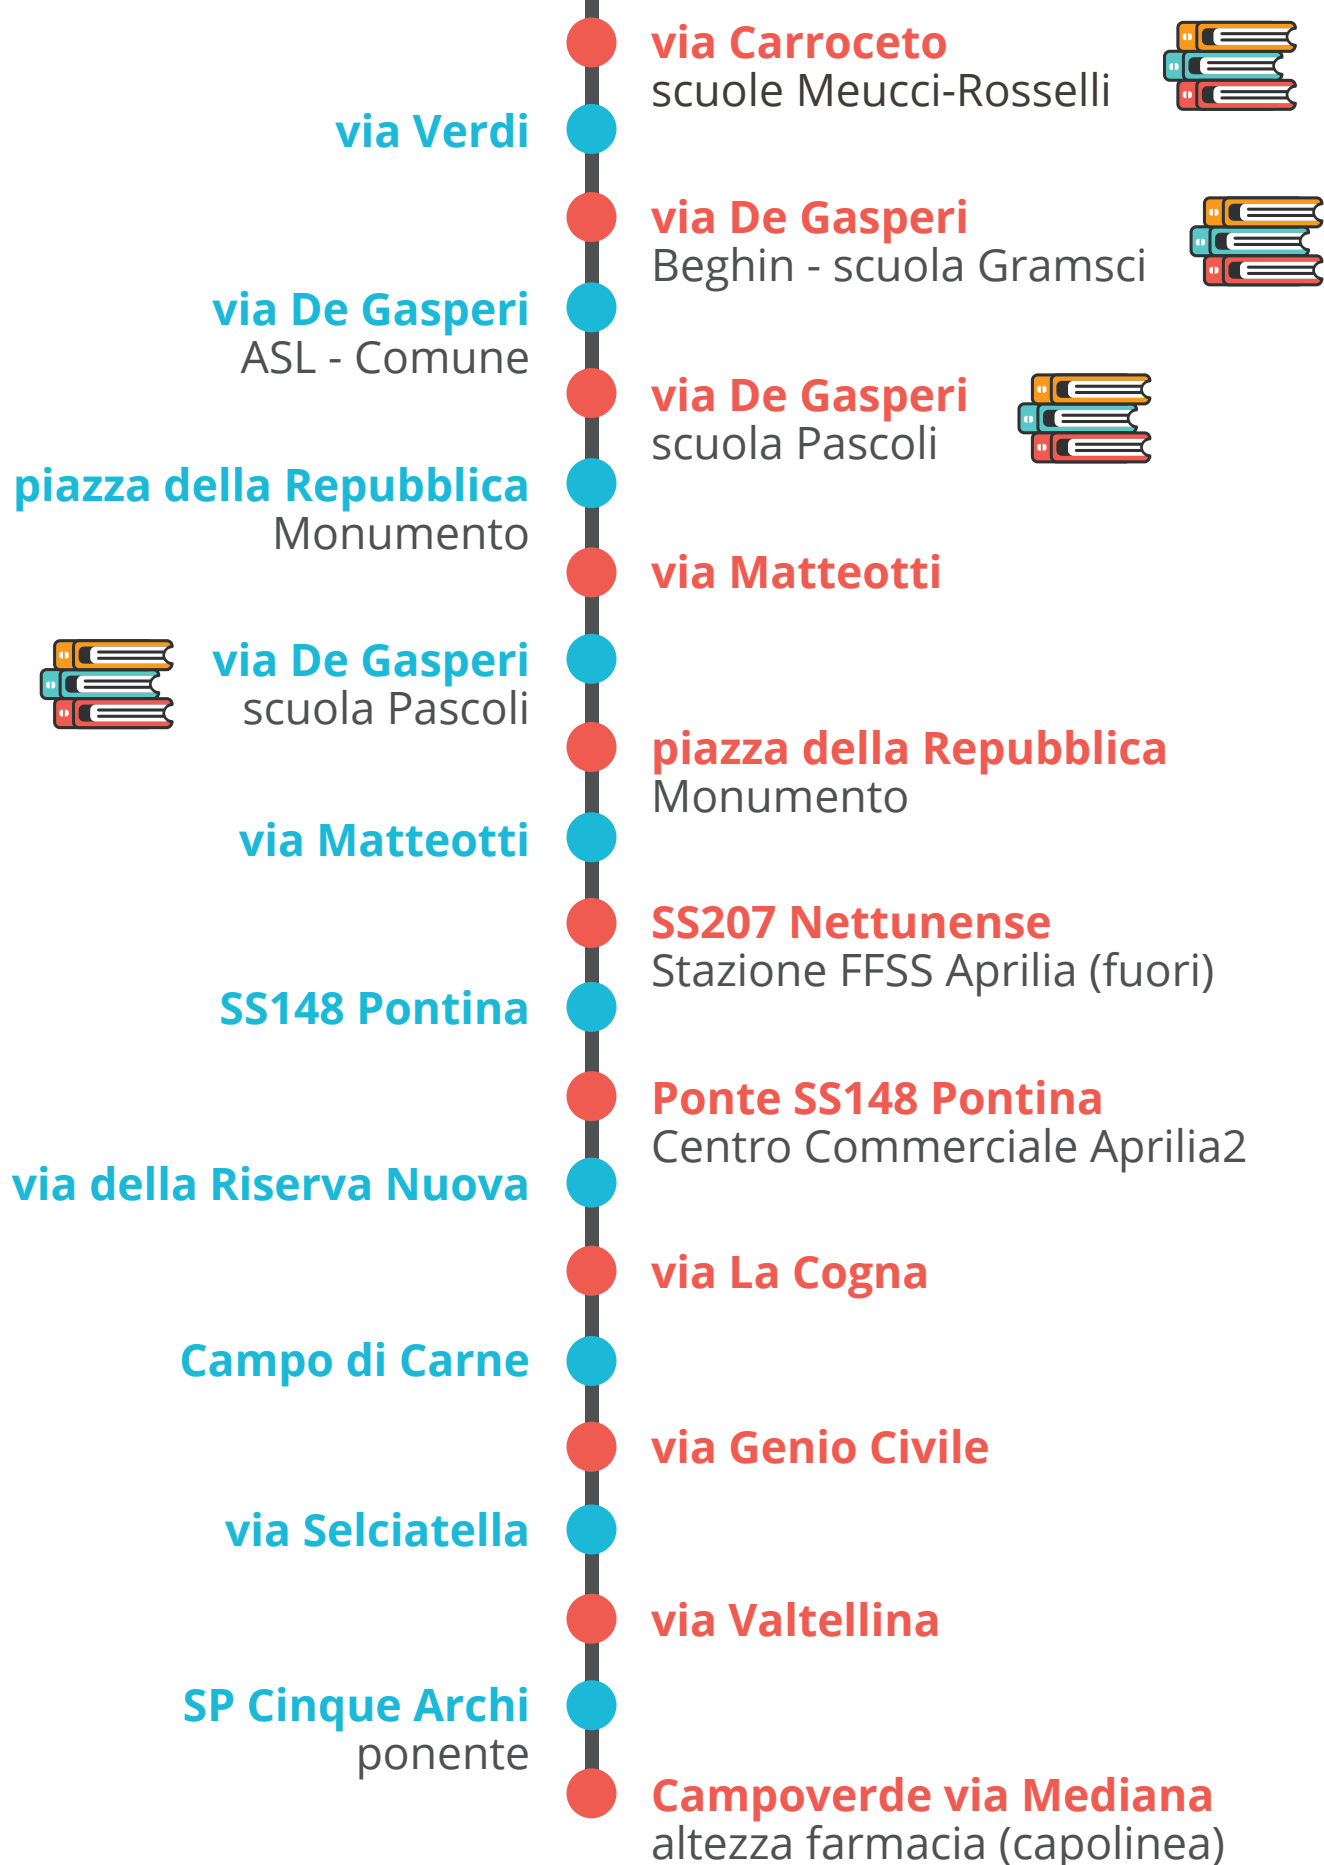 via Carroceto
scuole Meucci-Rosselli
via Verdi
via De Gasperi
Beghin - scuola Gramsci
via De Gasperi
ASL - Comune
via De Gasperi
scuola Pascoli
piazza della Repubblica
Monumento
via Matteotti
via De Gasperi
scuola Pascoli
piazza della Repubblica
Monumento
via Matteotti
SS207 Nettunense
Stazione FFSS Aprilia (fuori)
SS148 Pontina
Ponte SS148 Pontina
Centro Commerciale Aprilia2
via della Riserva Nuova
via La Cogna
Campo di Carne
via Genio Civile
via Selciatella
via Valtellina
SP Cinque Archi
ponente
Campoverde via Mediana
altezza farmacia (capolinea)